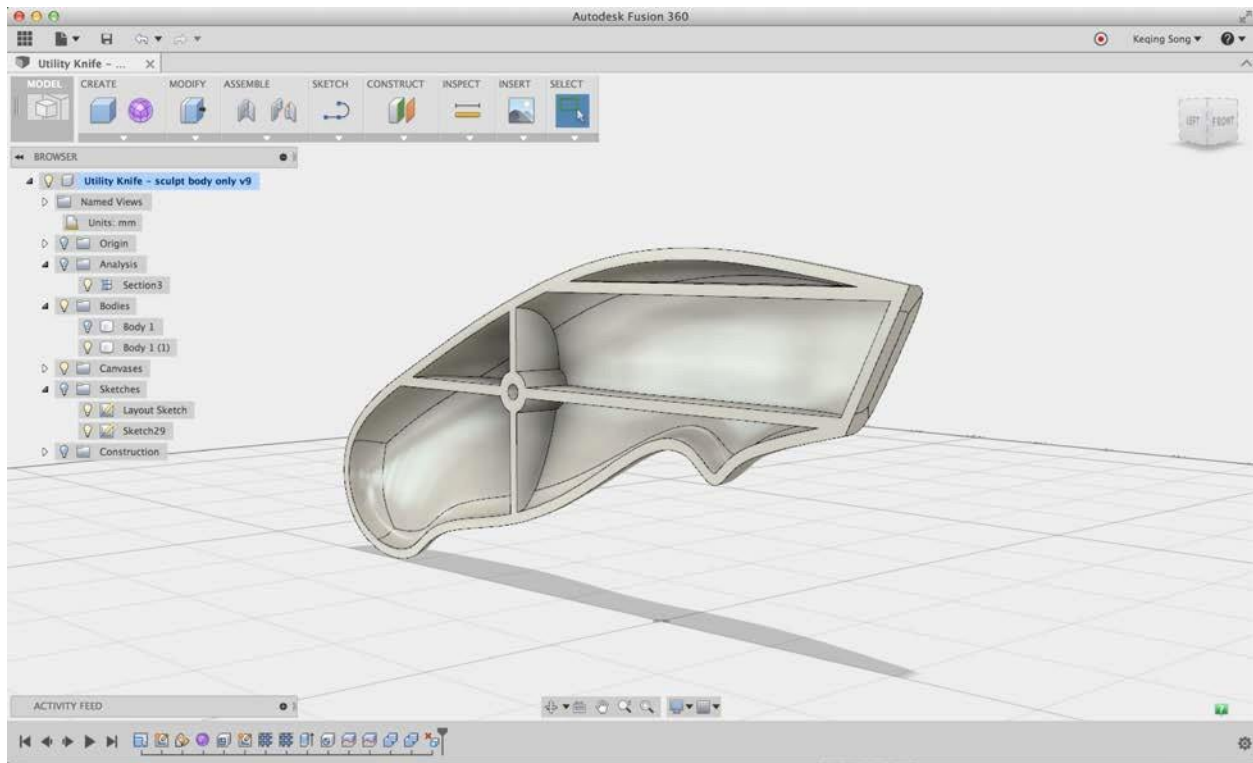 Autodesk Fusion 360
Keqing Song
Utility Knife - ...
MODEL CREATE MODIFY ASSEMBLE SKETCH CONSTRUCT INSPECT INSERT SELECT
LEFT FRONT
BROWSER
Utility Knife - sculpt body only v9
Named Views
Units: mm
Origin
Analysis
Section3
Bodies
Body 1
Body 1 (1)
Canvases
Sketches
Layout Sketch
Sketch29
Construction
ACTIVITY FEED